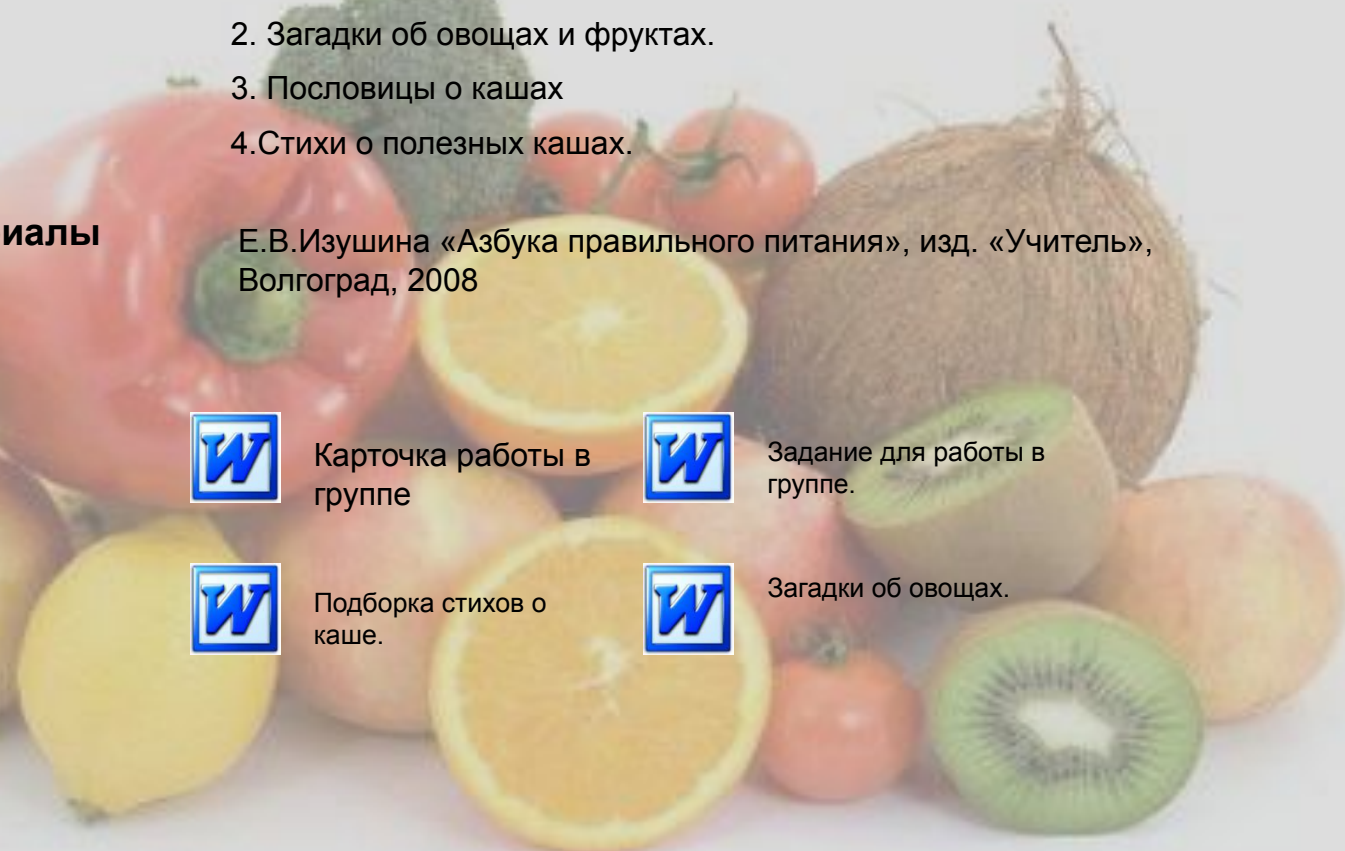 2. Загадки об овощах и фруктах.
3. Пословицы о кашах
4.Стихи о полезных кашах.
иалы
Е.В.Изушина «Азбука правильного питания», изд. «Учитель»,
Волгоград, 2008
Карточка работы в
группе
Задание для работы в
группе.
Подборка стихов о
каше.
Загадки об овощах.